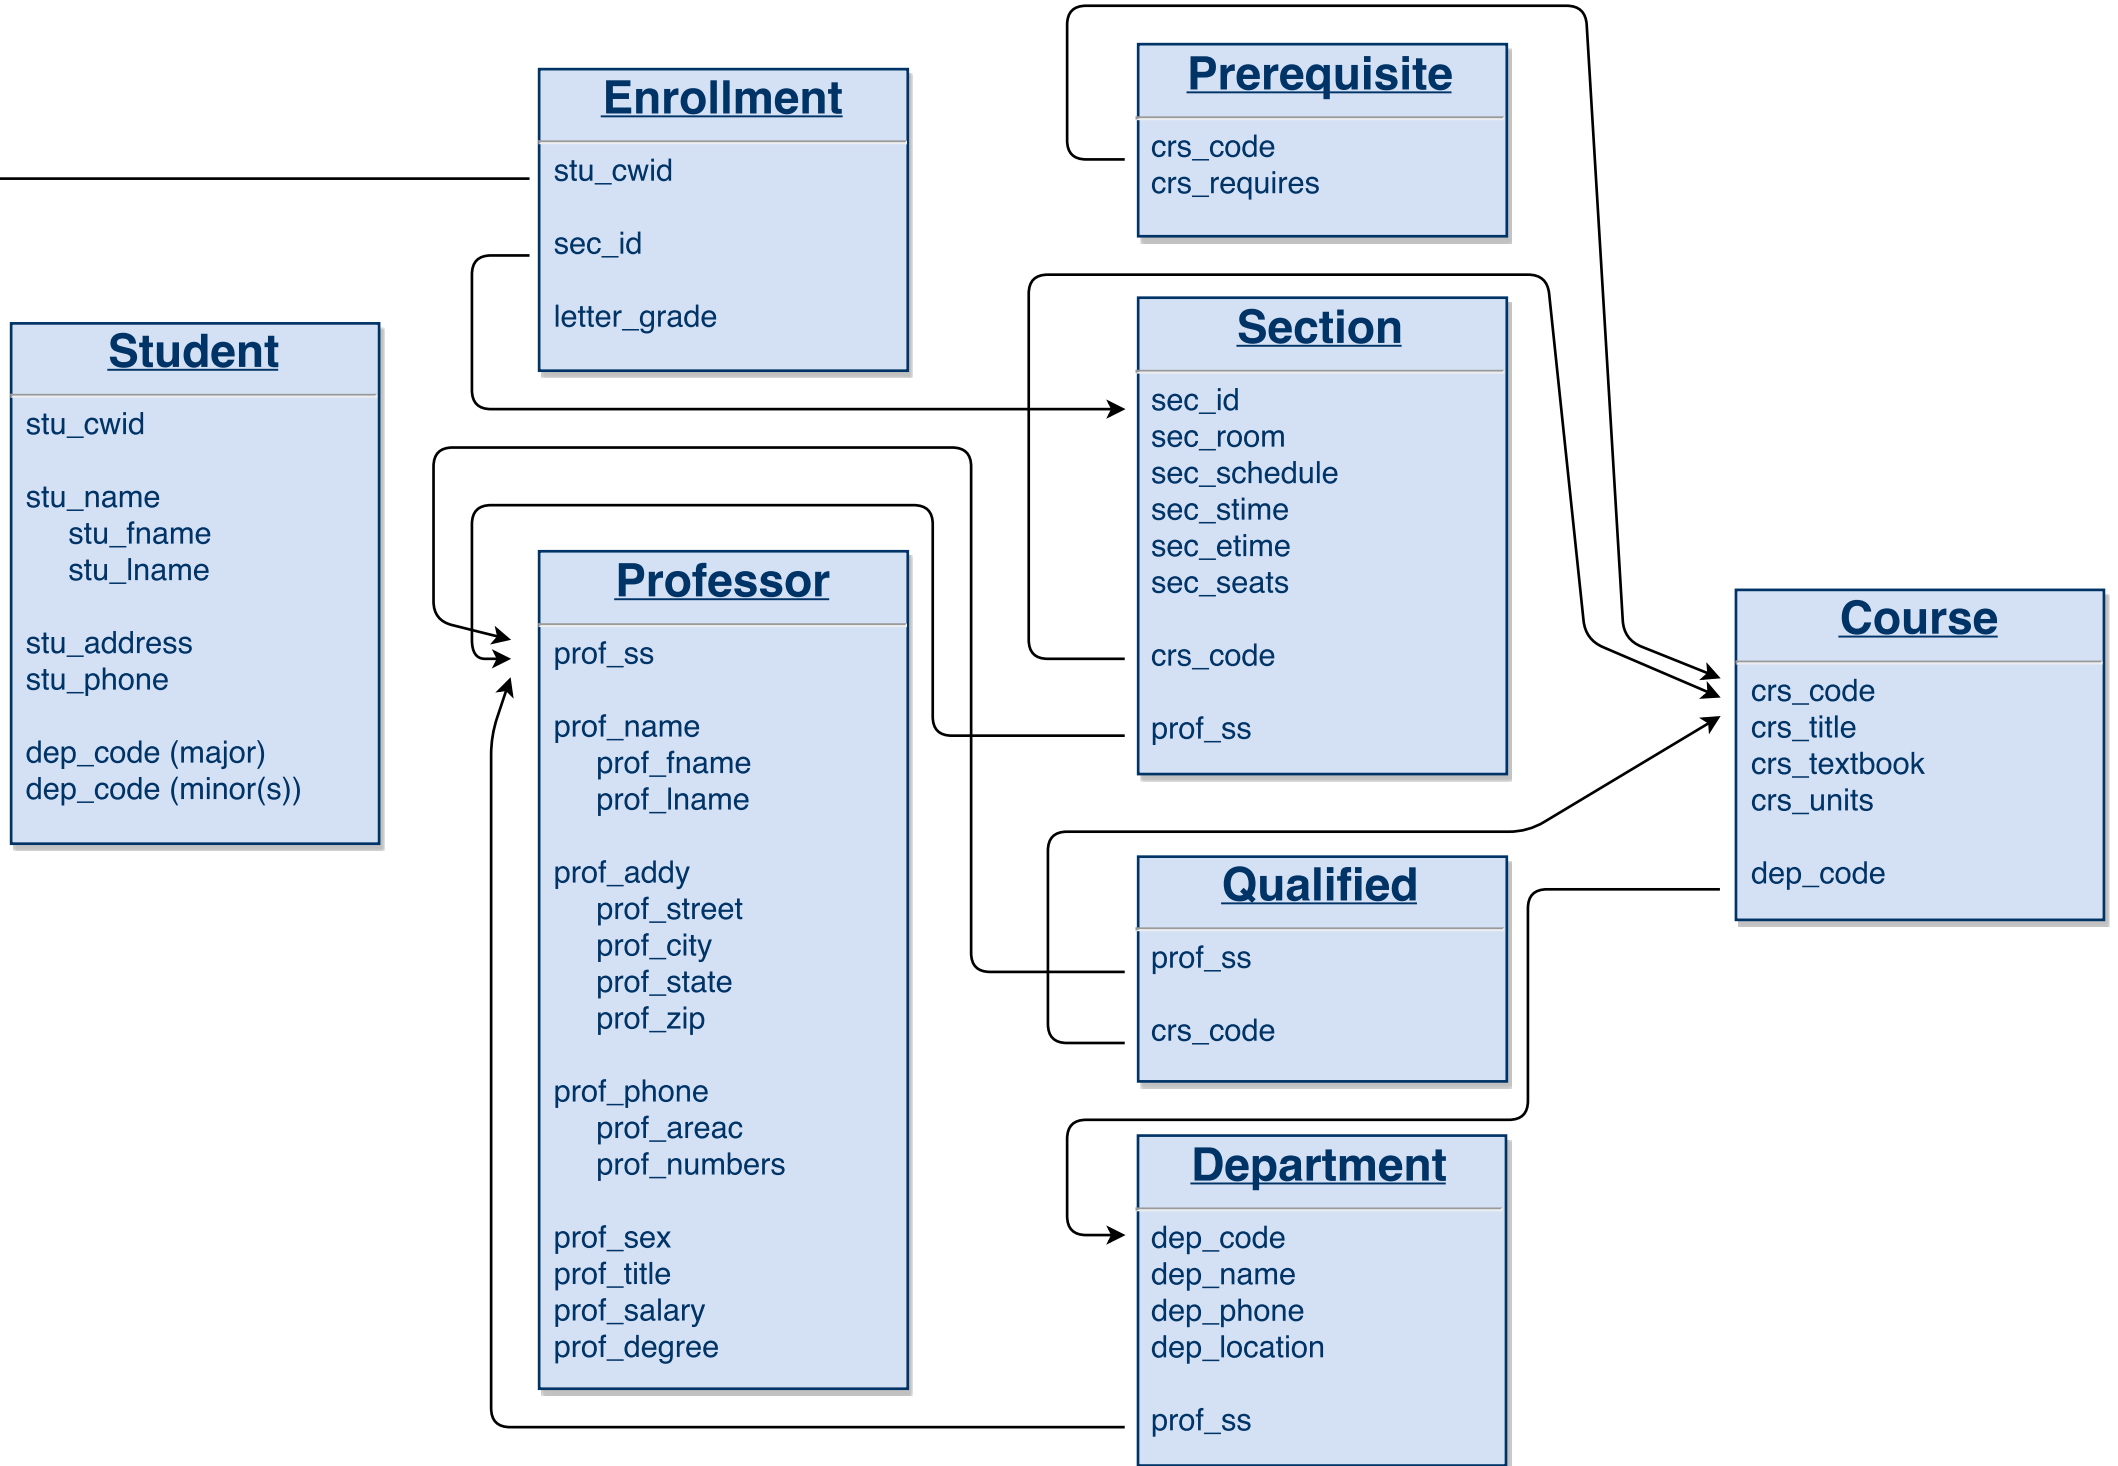 Enrollment
stu_cwid
sec_id
letter_grade
Prerequisite
crs_code
crs_requires
Student
stu_cwid
stu_name
stu_fname
stu_lname
stu_address
stu_phone
dep_code (major)
dep_code (minor(s))
Professor
prof_ss
prof_name
prof_fname
prof_lname
prof_addy
prof_street
prof_city
prof_state
prof_zip
prof_phone
prof_areac
prof_numbers
prof_sex
prof_title
prof_salary
prof_degree
Section
sec_id
sec_room
sec_schedule
sec_stime
sec_etime
sec_seats
crs_code
prof_ss
Qualified
prof_ss
crs_code
Department
dep_code
dep_name
dep_phone
dep_location
prof_ss
Course
crs_code
crs_title
crs_textbook
crs_units
dep_code